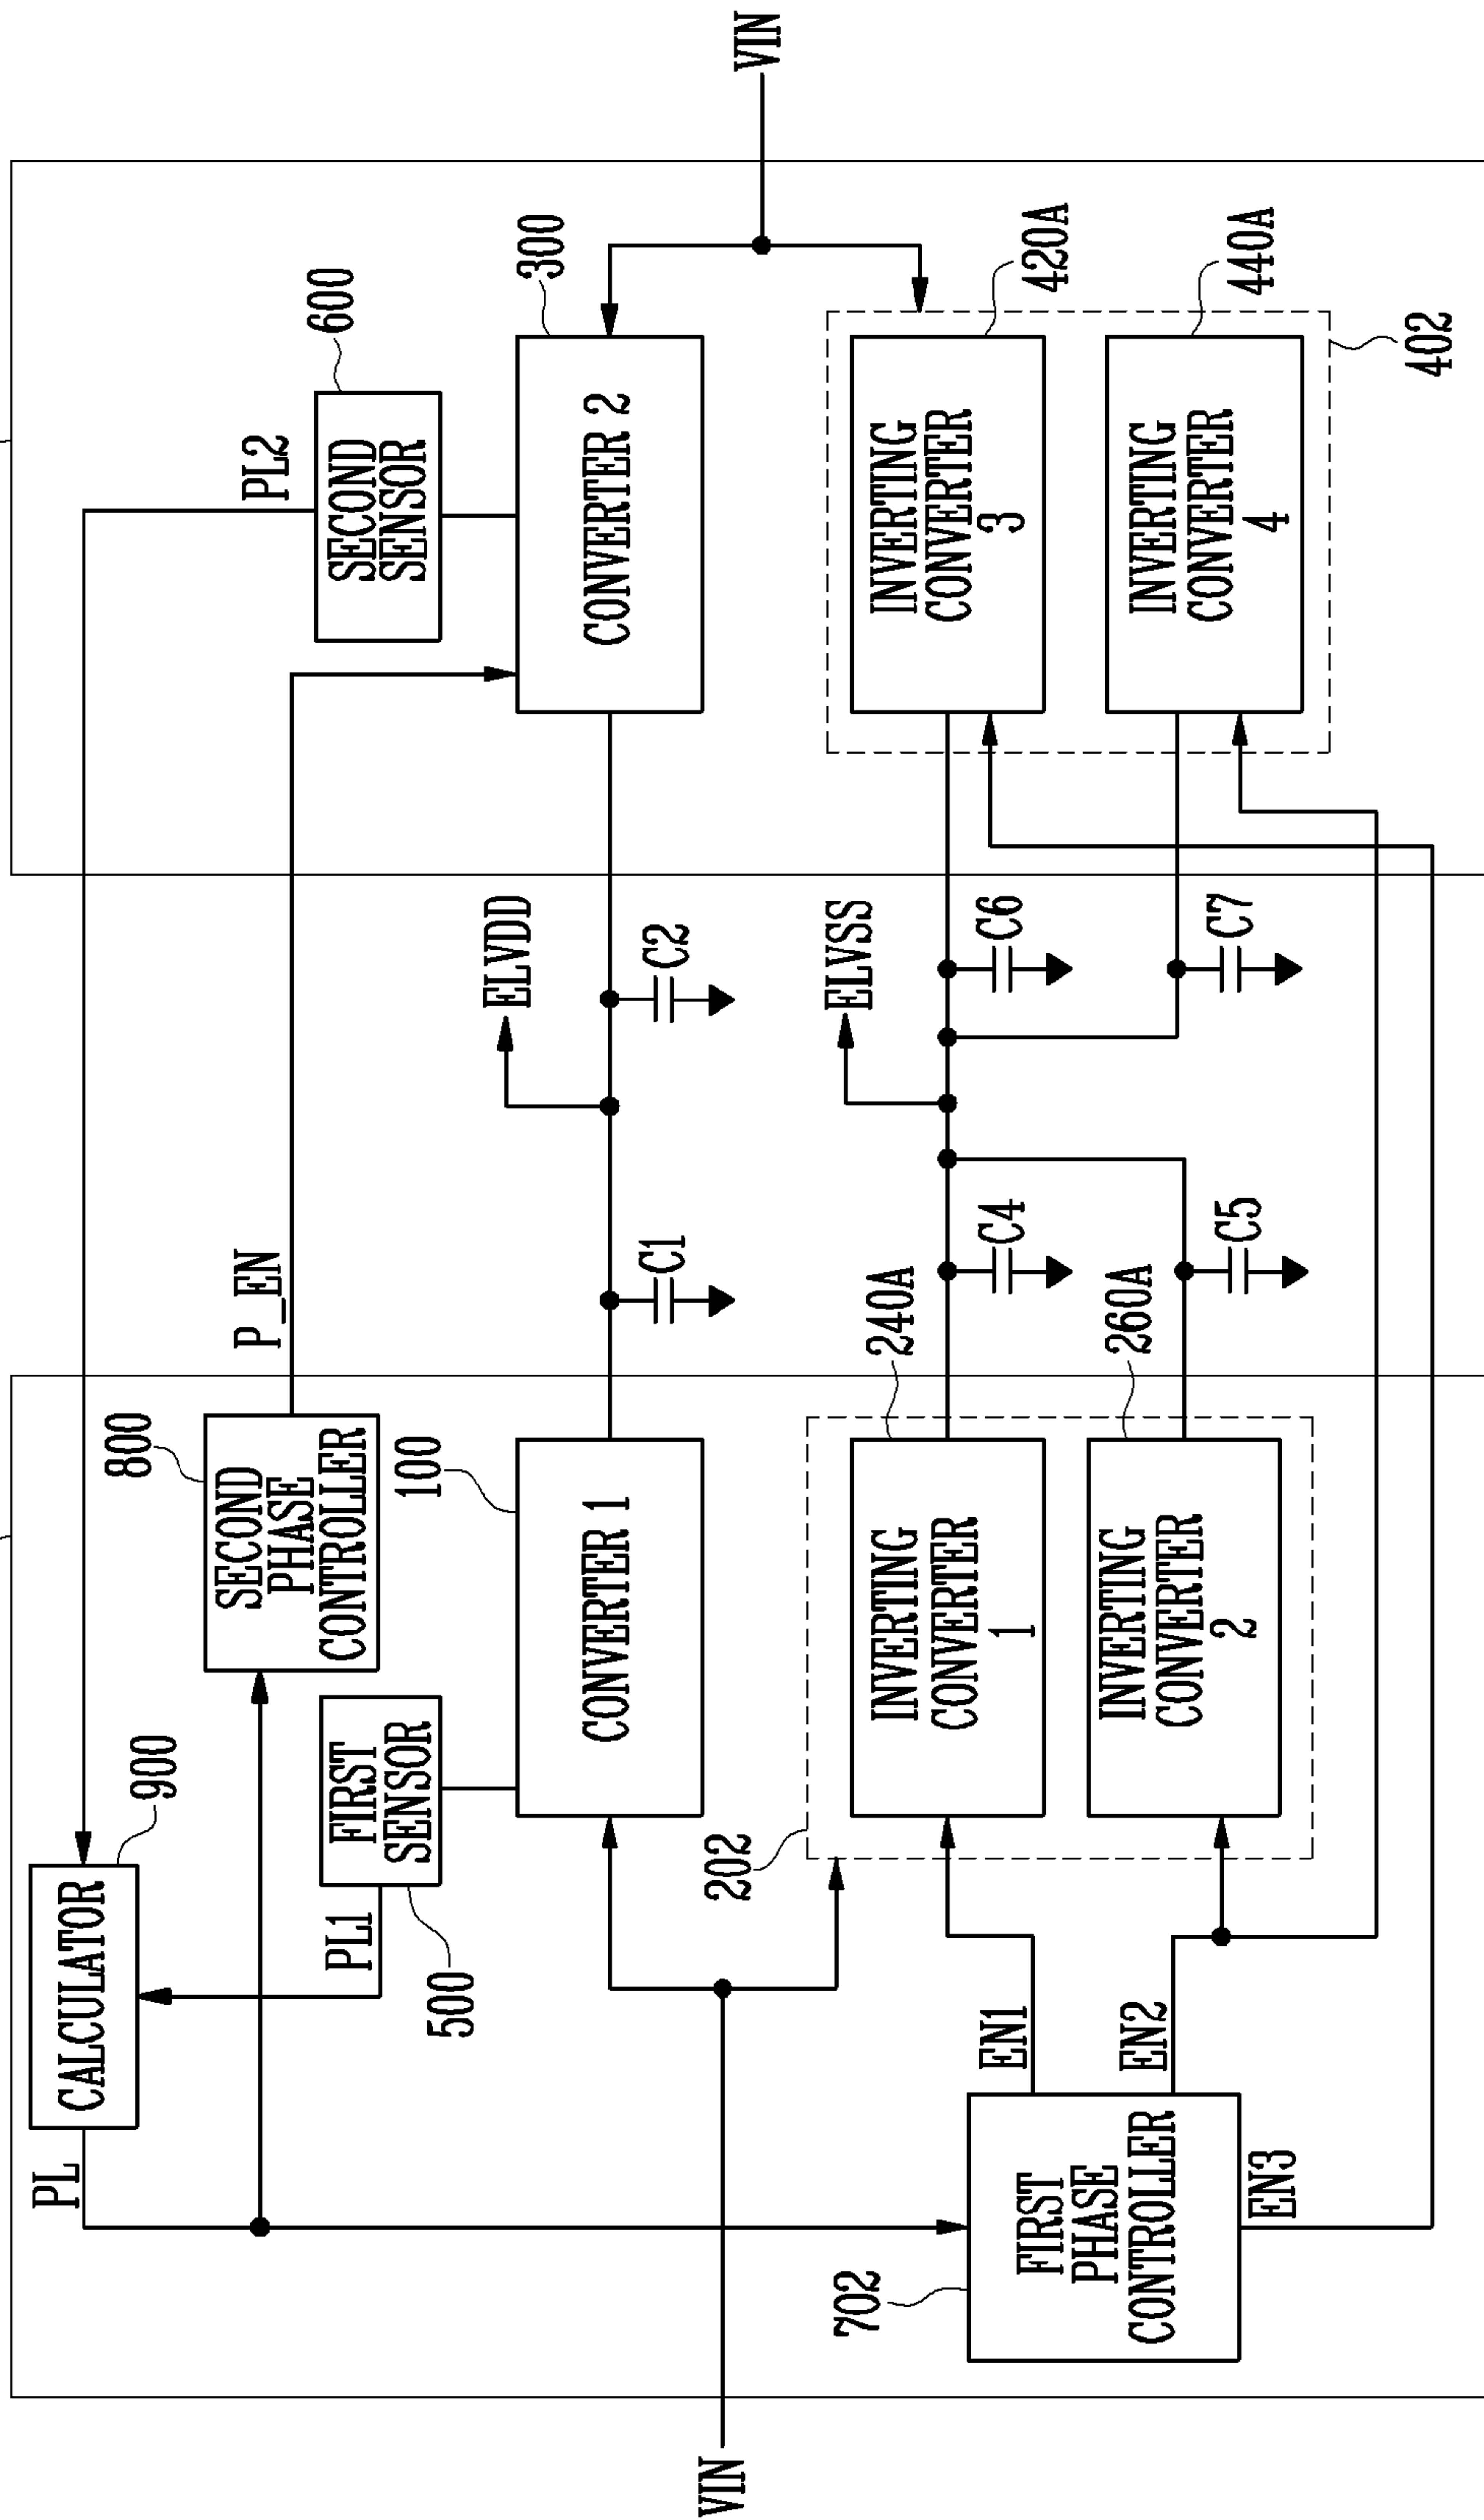 PL
CALCULATOR
900
800
SECOND
PHASE
CONTROLLER
P_EN
PL2
600
SECOND
SENSOR
PL1
FIRST
SENSOR
500
100
CONVERTER 1
C1
ELVDD
C2
CONVERTER 2
300
VIN
VIN
202
240A
INVERTING
CONVERTER
1
C4
ELVSS
C6
INVERTING
CONVERTER
3
420A
702
FIRST
PHASE
CONTROLLER
EN1
EN2
EN3
260A
INVERTING
CONVERTER
2
C5
C7
INVERTING
CONVERTER
4
440A
402